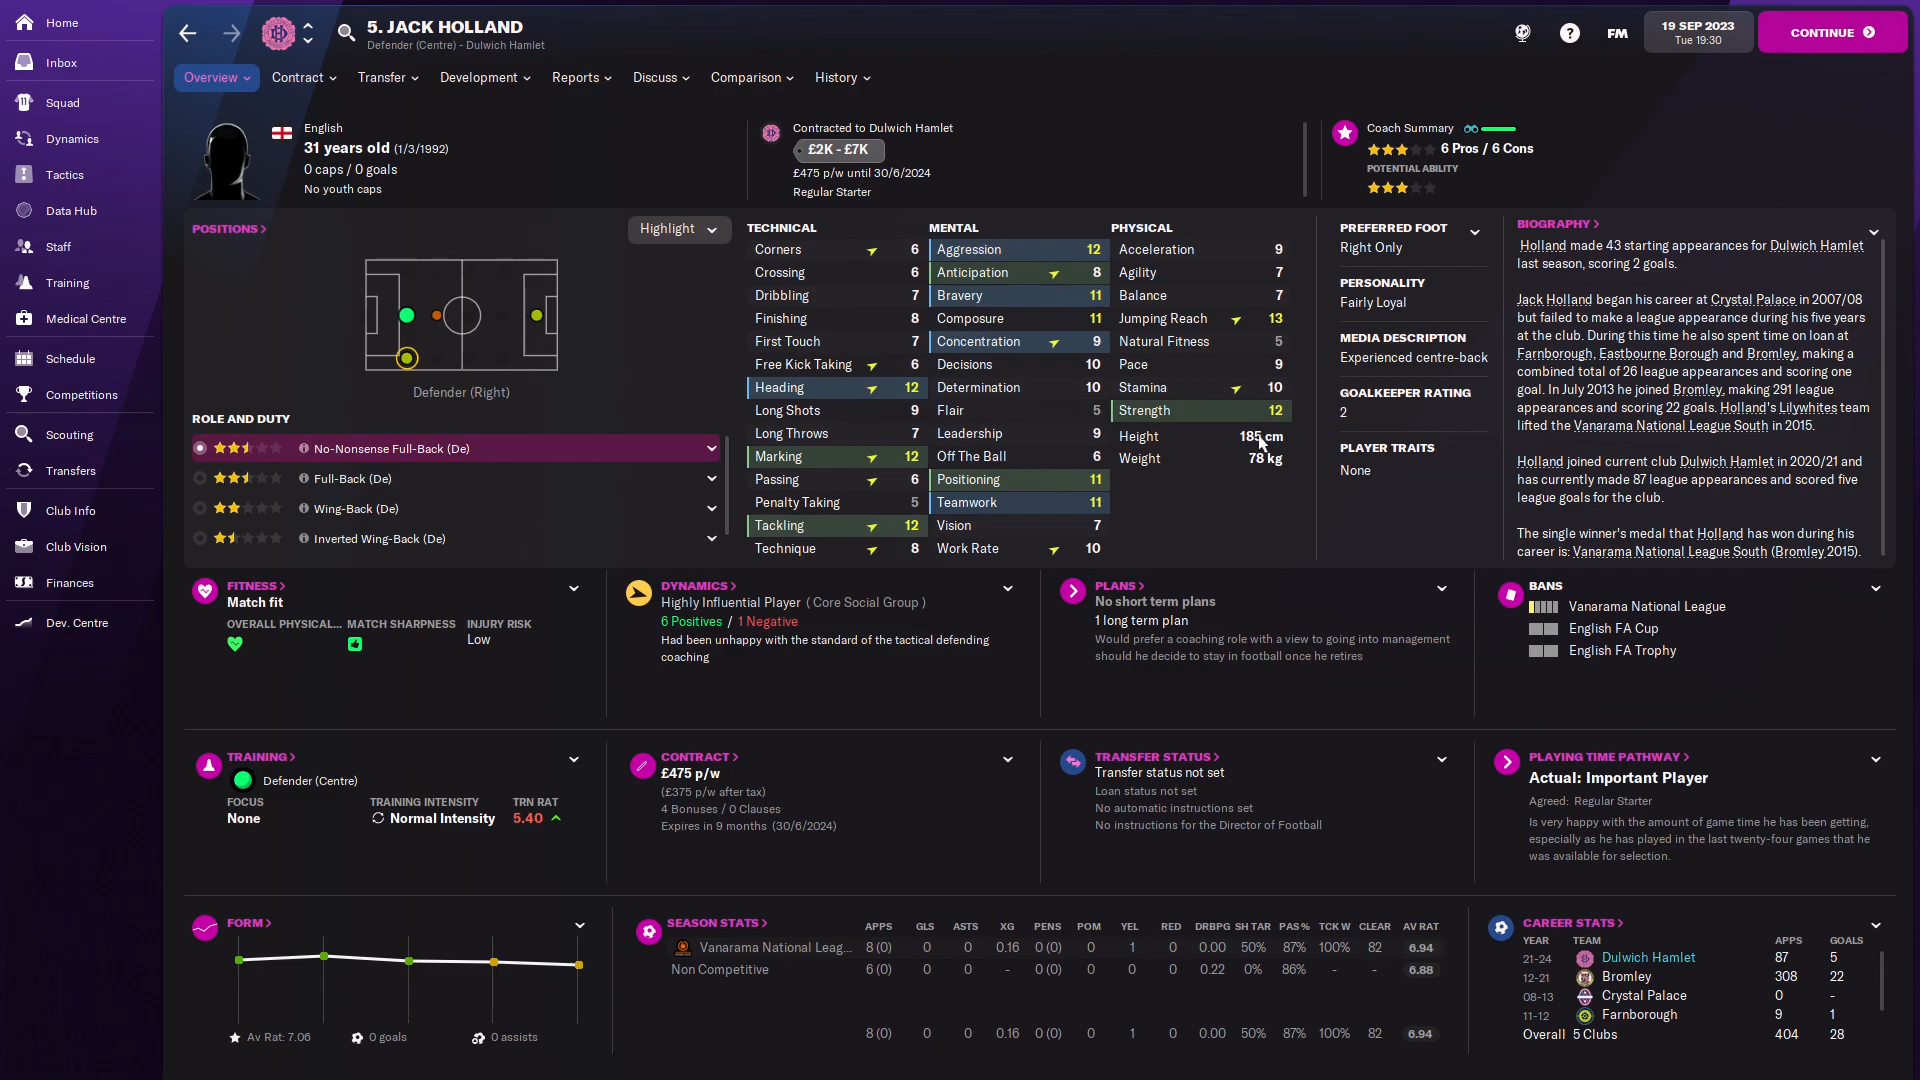 Home
Inbox
Squad
Dynamics
Tactics
Data Hub
Staff
Training
Medical Centre
Schedule
Competitions
Scouting
Transfers
Club Info
Club Vision
Finances
Dev. Centre
5. JACK HOLLAND
Defender (Centre) - Dulwich Hamlet
FM
19 SEP 2023
Tue 19:30
CONTINUE
Overview Contract Transfer Development Reports Discuss Comparison History
English
31 years old (1/3/1992)
0 caps / 0 goals
No youth caps
Contracted to Dulwich Hamlet
£2K - £7K
£475 p/w until 30/6/2024
Regular Starter
Coach Summary
6 Pros / 6 Cons
POTENTIAL ABILITY
POSITIONS
Highlight
Defender (Right)
ROLE AND DUTY
No-Nonsense Full-Back (De)
Full-Back (De)
Wing-Back (De)
Inverted Wing-Back (De)
TECHNICAL
Corners 6
Crossing 6
Dribbling 7
Finishing 8
First Touch 7
Free Kick Taking 6
Heading 12
Long Shots 9
Long Throws 7
Marking 12
Passing 6
Penalty Taking 5
Tackling 12
Technique 8
MENTAL
Aggression 12
Anticipation 8
Bravery 11
Composure 11
Concentration 9
Decisions 10
Determination 10
Flair 5
Leadership 9
Off The Ball 6
Positioning 11
Teamwork 11
Vision 7
Work Rate 10
PHYSICAL
Acceleration 9
Agility 7
Balance 7
Jumping Reach 13
Natural Fitness 5
Pace 9
Stamina 10
Strength 12
Height 185 cm
Weight 78 kg
PREFERRED FOOT
Right Only
PERSONALITY
Fairly Loyal
MEDIA DESCRIPTION
Experienced centre-back
GOALKEEPER RATING
2
PLAYER TRAITS
None
BIOGRAPHY
Holland made 43 starting appearances for Dulwich Hamlet
last season, scoring 2 goals.
Jack Holland began his career at Crystal Palace in 2007/08
but failed to make a league appearance during his five years
at the club. During this time he also spent time on loan at
Farnborough, Eastbourne Borough and Bromley, making a
combined total of 26 league appearances and scoring one
goal. In July 2013 he joined Bromley, making 291 league
appearances and scoring 22 goals. Holland's Lilywhites team
lifted the Vanarama National League South in 2015.
Holland joined current club Dulwich Hamlet in 2020/21 and
has currently made 87 league appearances and scored five
league goals for the club.
The single winner's medal that Holland has won during his
career is: Vanarama National League South (Bromley 2015).
FITNESS
Match fit
OVERALL PHYSICAL... MATCH SHARPNESS INJURY RISK
Low
DYNAMICS
Highly Influential Player ( Core Social Group )
6 Positives / 1 Negative
Had been unhappy with the standard of the tactical defending
coaching
PLANS
No short term plans
1 long term plan
Would prefer a coaching role with a view to going into management
should he decide to stay in football once he retires
BANS
Vanarama National League
English FA Cup
English FA Trophy
TRAINING
Defender (Centre)
FOCUS TRAINING INTENSITY TRN RAT
None Normal Intensity 5.40
CONTRACT
£475 p/w
(£375 p/w after tax)
4 Bonuses / 0 Clauses
Expires in 9 months (30/6/2024)
TRANSFER STATUS
Transfer status not set
Loan status not set
No automatic instructions set
No instructions for the Director of Football
PLAYING TIME PATHWAY
Actual: Important Player
Agreed: Regular Starter
Is very happy with the amount of game time he has been getting,
especially as he has played in the last twenty-four games that he
was available for selection.
FORM
Av Rat: 7.06 0 goals 0 assists
SEASON STATS APPS GLS ASTS XG PENS POM YEL RED DRBPG SH TAR PAS % TCK W CLEAR AV RAT
Vanarama National Leag... 8 (0) 0 0 0.16 0 (0) 0 1 0 0.00 50% 87% 100% 82 6.94
Non Competitive 6 (0) 0 0 - 0 (0) 0 0 0 0.22 0% 86% - - 6.88
8 (0) 0 0 0.16 0 (0) 0 1 0 0.00 50% 87% 100% 82 6.94
CAREER STATS
YEAR TEAM APPS GOALS
21-24 Dulwich Hamlet 87 5
12-21 Bromley 308 22
08-13 Crystal Palace 0 -
11-12 Farnborough 9 1
Overall 5 Clubs 404 28